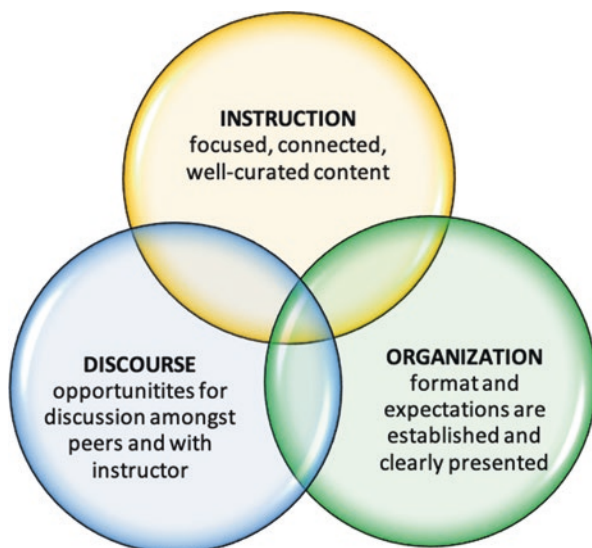 INSTRUCTION
focused, connected,
well-curated content
DISCOURSE
opportunitites for
discussion amongst
peers and with
instructor
ORGANIZATION
format and
expectations are
established and
clearly presented